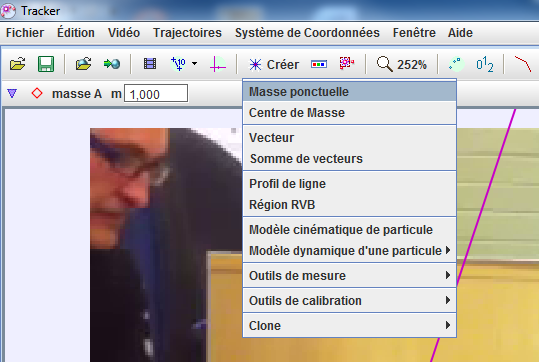 Tracker
Fichier Édition Vidéo Trajectoires Système de Coordonnées Fenêtre Aide
Créer 252%
masse A m 1,000
Masse ponctuelle
Centre de Masse
Vecteur
Somme de vecteurs
Profil de ligne
Région RVB
Modèle cinématique de particule
Modèle dynamique d'une particule
Outils de mesure
Outils de calibration
Clone